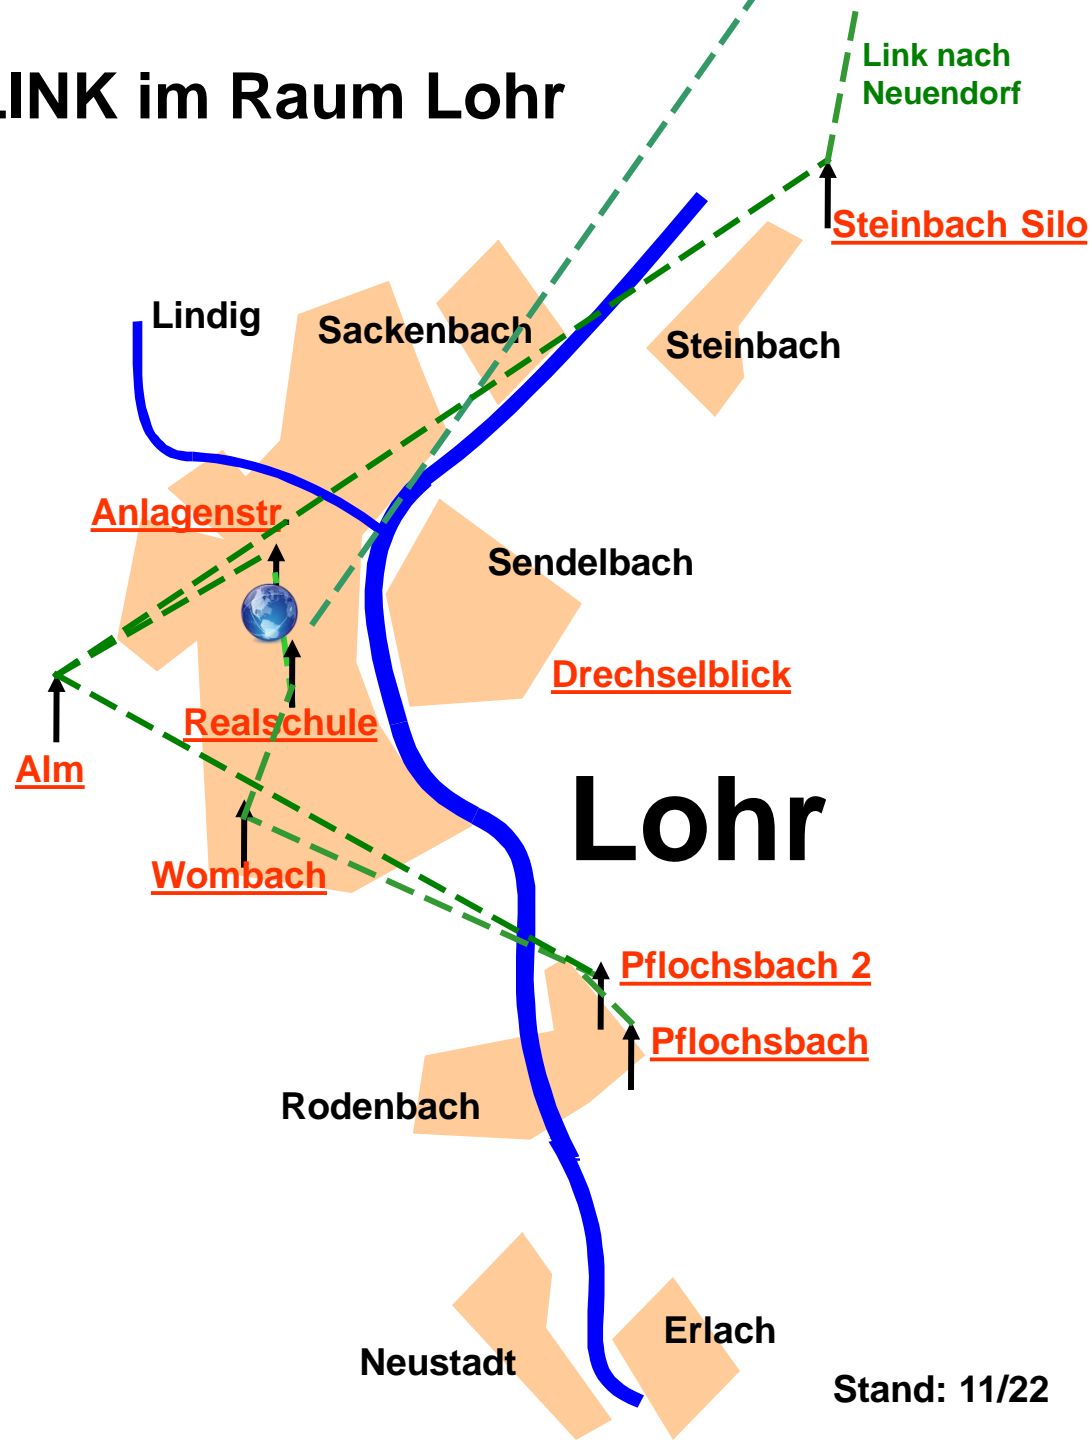 LINK im Raum Lohr
Link nach
Neuendorf
Steinbach Silo
Lindig
Sackenbach
Steinbach
Anlagenstr.
Sendelbach
Drechselblick
Realschule
Alm
Lohr
Wombach
Pflochsbach 2
Pflochsbach
Rodenbach
Erlach
Neustadt
Stand: 11/22